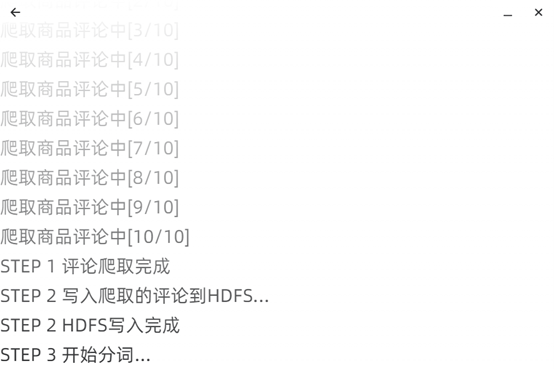 爬取商品评论中[3/10]
爬取商品评论中[4/10]
爬取商品评论中[5/10]
爬取商品评论中[6/10]
爬取商品评论中[7/10]
爬取商品评论中[8/10]
爬取商品评论中[9/10]
爬取商品评论中[10/10]
STEP 1 评论爬取完成
STEP 2 写入爬取的评论到HDFS...
STEP 2 HDFS写入完成
STEP 3 开始分词...